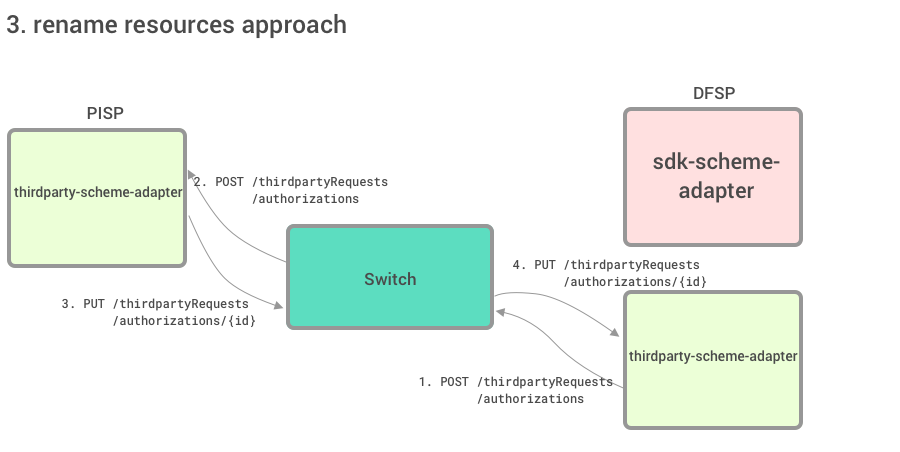 3. rename resources approach
DFSP
PISP
sdk-scheme-
adapter
thirdparty-scheme-adapter
2. POST /thirdpartyRequests
/authorizations
Switch
4. PUT /thirdpartyRequests
/authorizations/{id}
3. PUT /thirdpartyRequests
/authorizations/{id}
thirdparty-scheme-adapter
1. POST /thirdpartyRequests
/authorizations